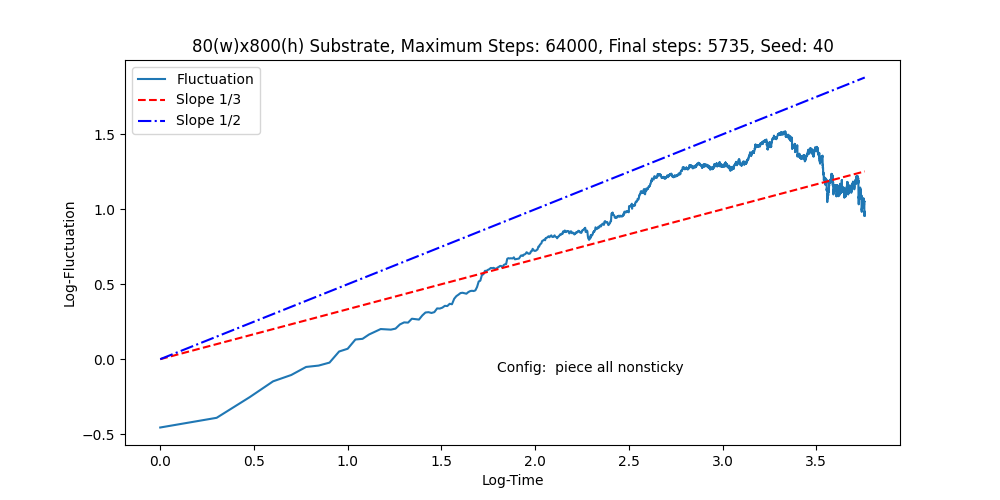 80(w)x800(h) Substrate, Maximum Steps: 64000, Final steps: 5735, Seed: 40
Fluctuation
Slope 1/3
Slope 1/2
1.5
1.0
0.5
0.0
−0.5
Log-Fluctuation
Config:  piece all nonsticky
0.0 0.5 1.0 1.5 2.0 2.5 3.0 3.5
Log-Time